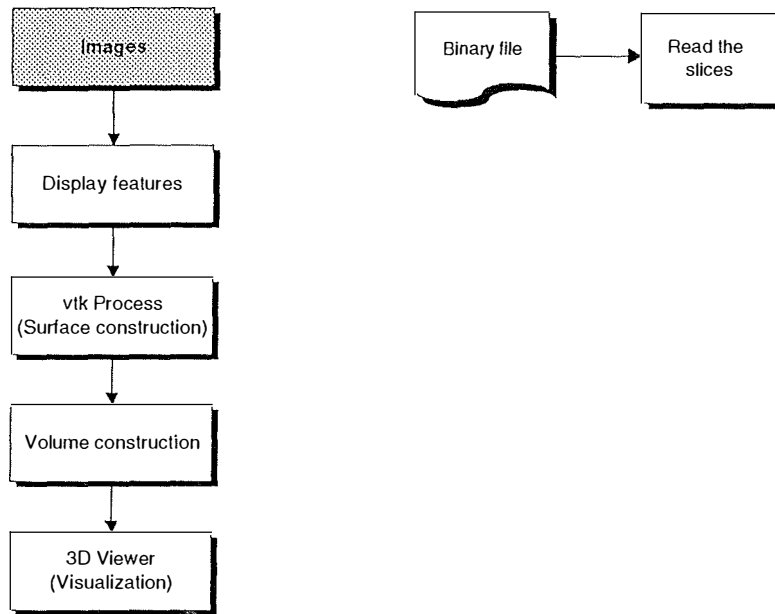 Images
Display features
vtk Process
(Surface construction)
Volume construction
3D Viewer
(Visualization)
Binary file
Read the
slices